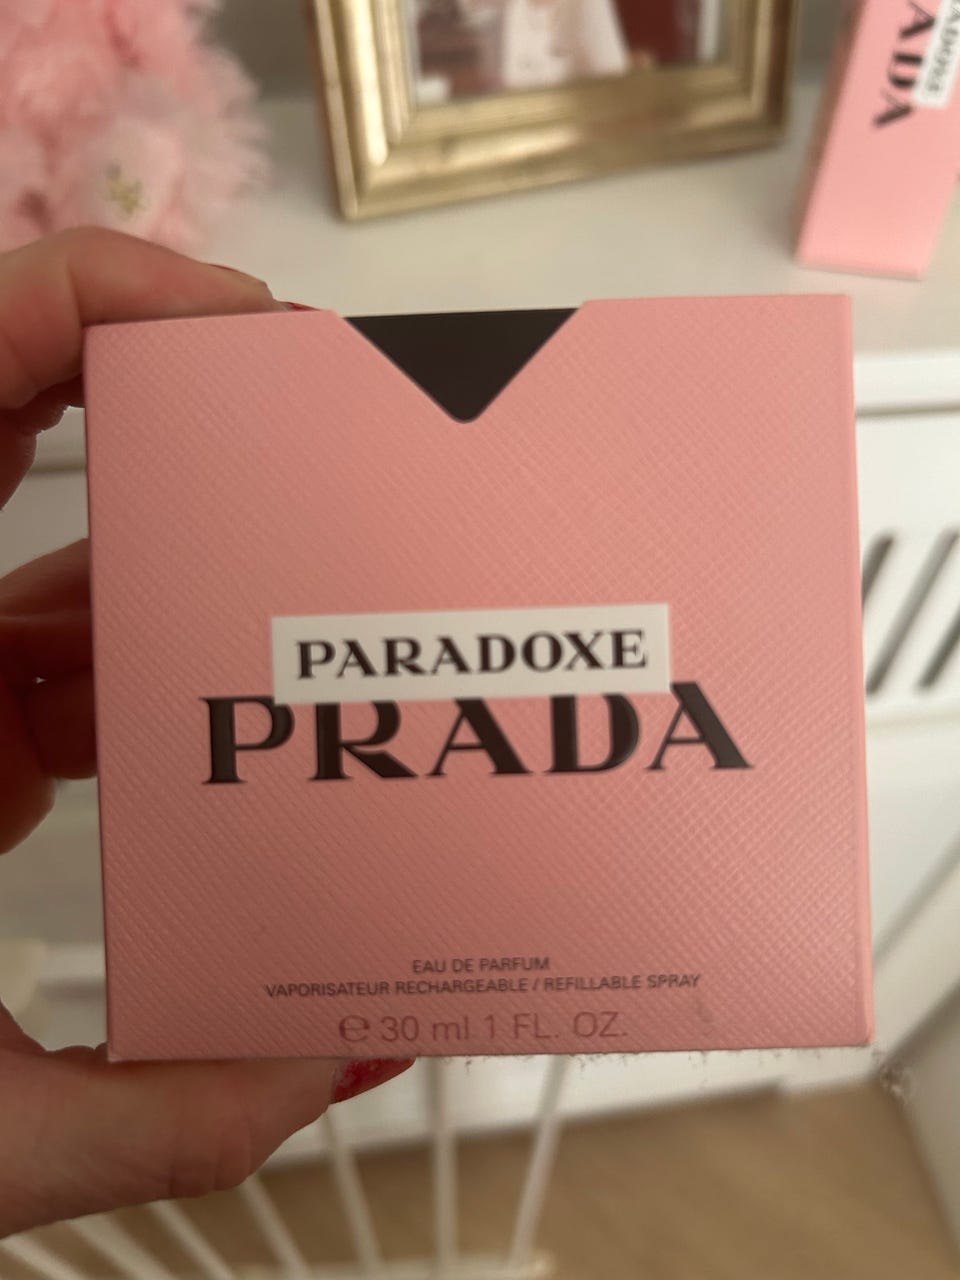 PARADOXE
PRADA
EAU DE PARFUM
VAPORISATEUR RECHARGEABLE / REFILLABLE SPRAY
℮ 30 ml 1 FL. OZ.